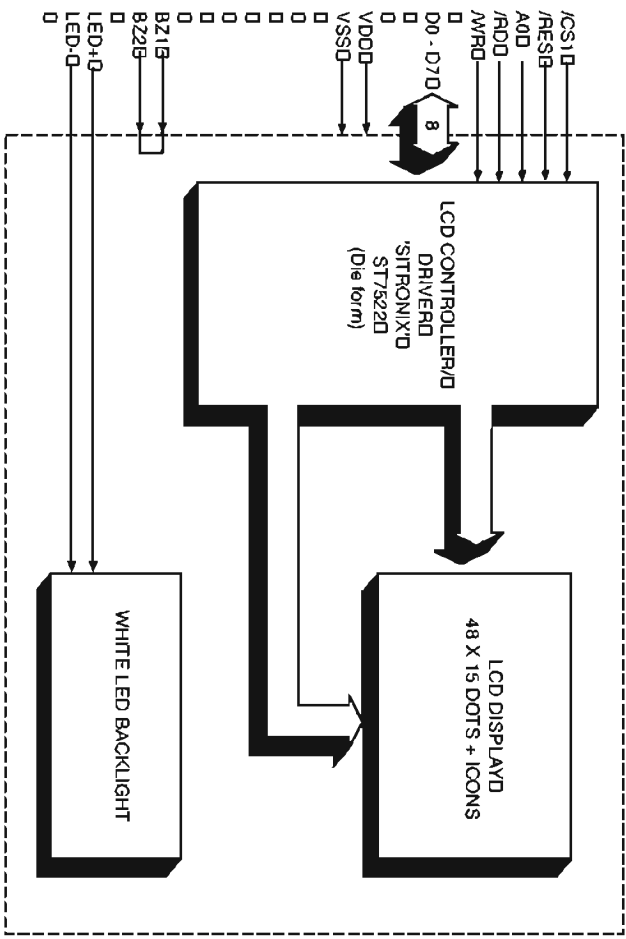 /CS1▯
/RES▯
A0▯
/RD▯
/WR▯
▯
D0 - D7▯
▯
VDD▯
VSS▯
▯
▯
▯
▯
▯
▯
▯
BZ1▯
BZ2▯
▯
LED+▯
LED-▯
▯
8
LCD CONTROLLER/▯
DRIVER▯
'SITRONIX'▯
ST7522▯
(Die form)
LCD DISPLAY▯
48 X 15 DOTS + ICONS
WHITE LED BACKLIGHT